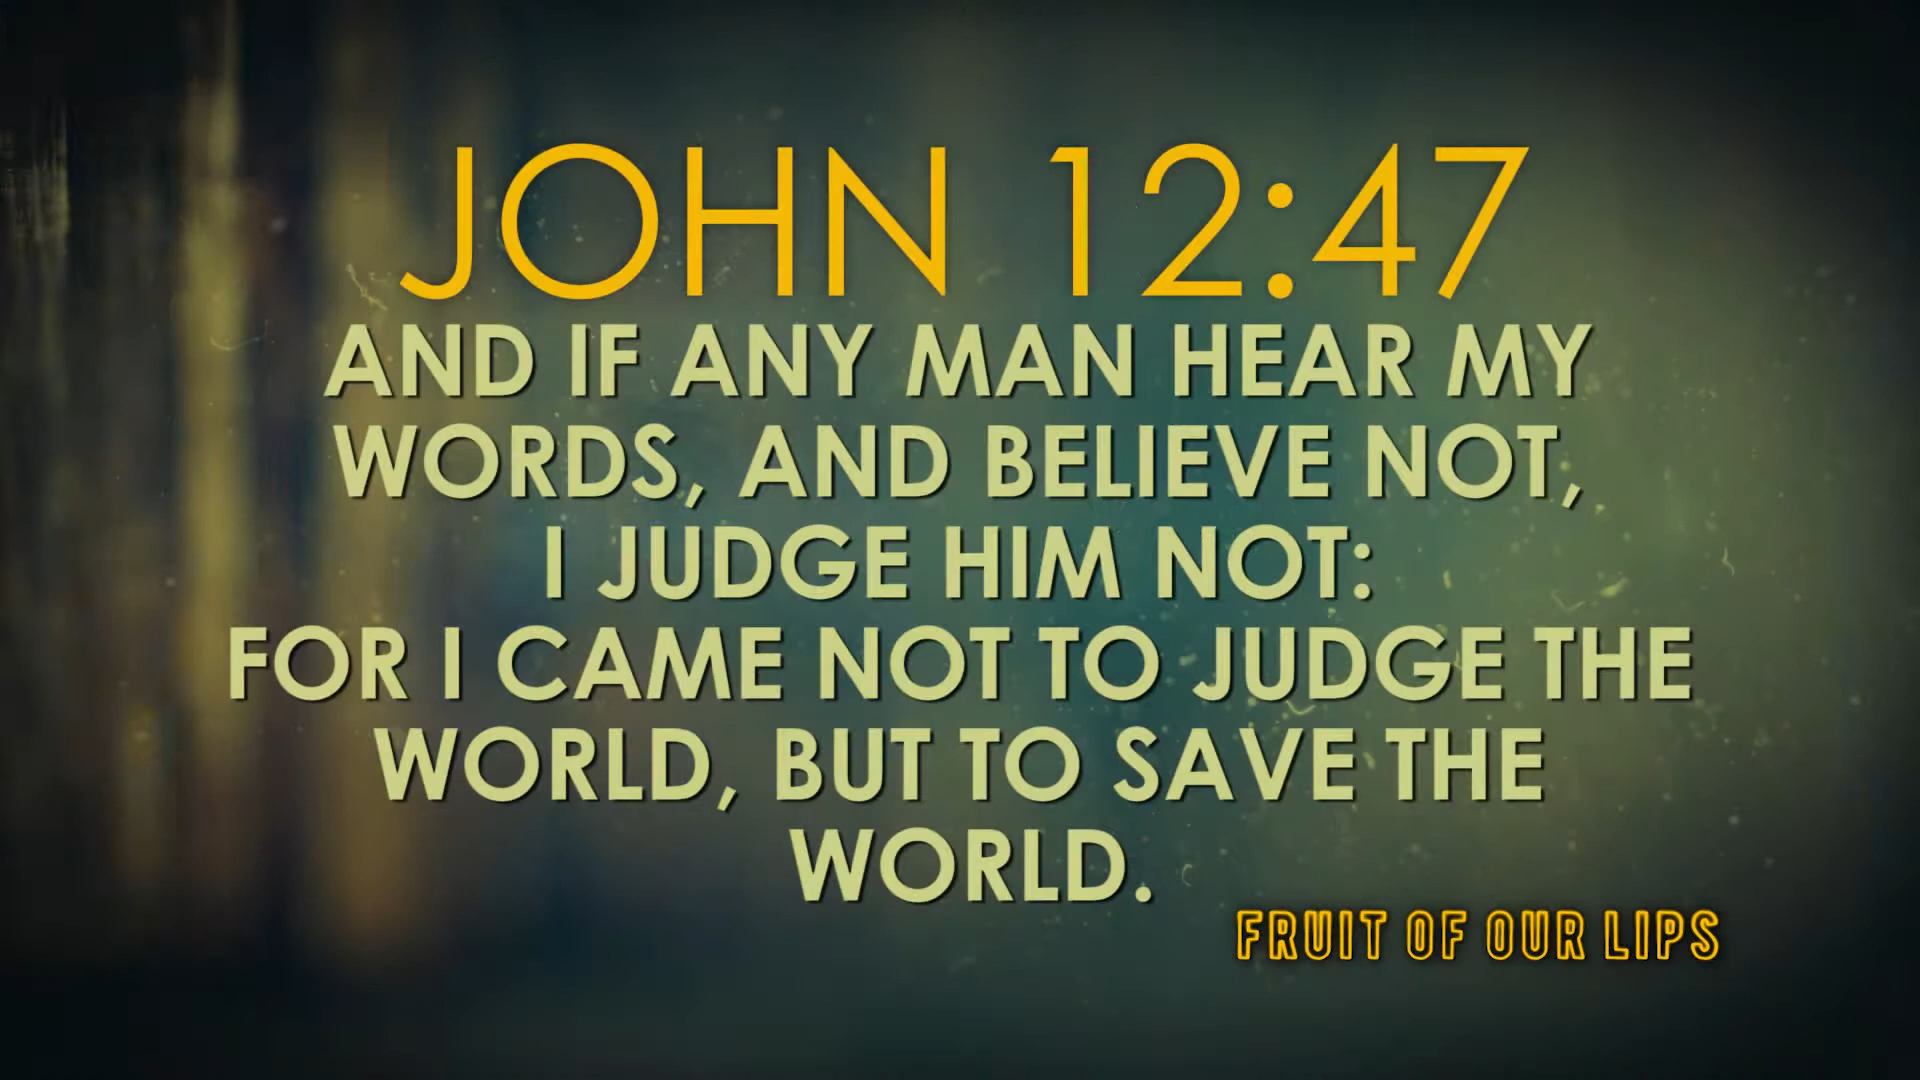 JOHN 12:47
AND IF ANY MAN HEAR MY
WORDS, AND BELIEVE NOT,
I JUDGE HIM NOT:
FOR I CAME NOT TO JUDGE THE
WORLD, BUT TO SAVE THE
WORLD.
FRUIT OF OUR LIPS